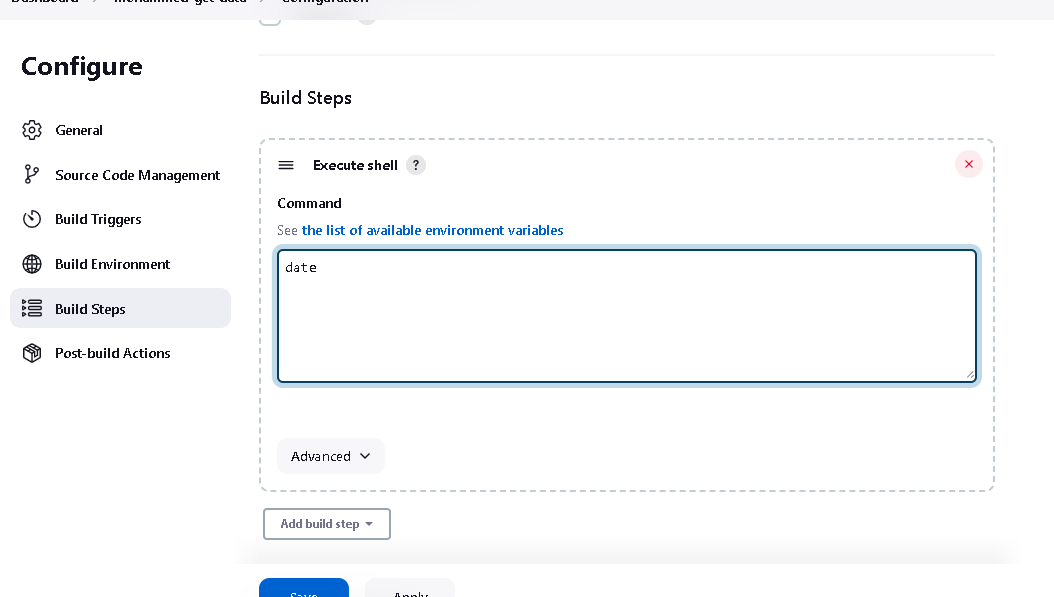 Dashboard > mohammed-get-data > Configuration
Configure
General
Source Code Management
Build Triggers
Build Environment
Build Steps
Post-build Actions
Build Steps
Execute shell ?
Command
See the list of available environment variables
date
Advanced
Add build step
Save Apply